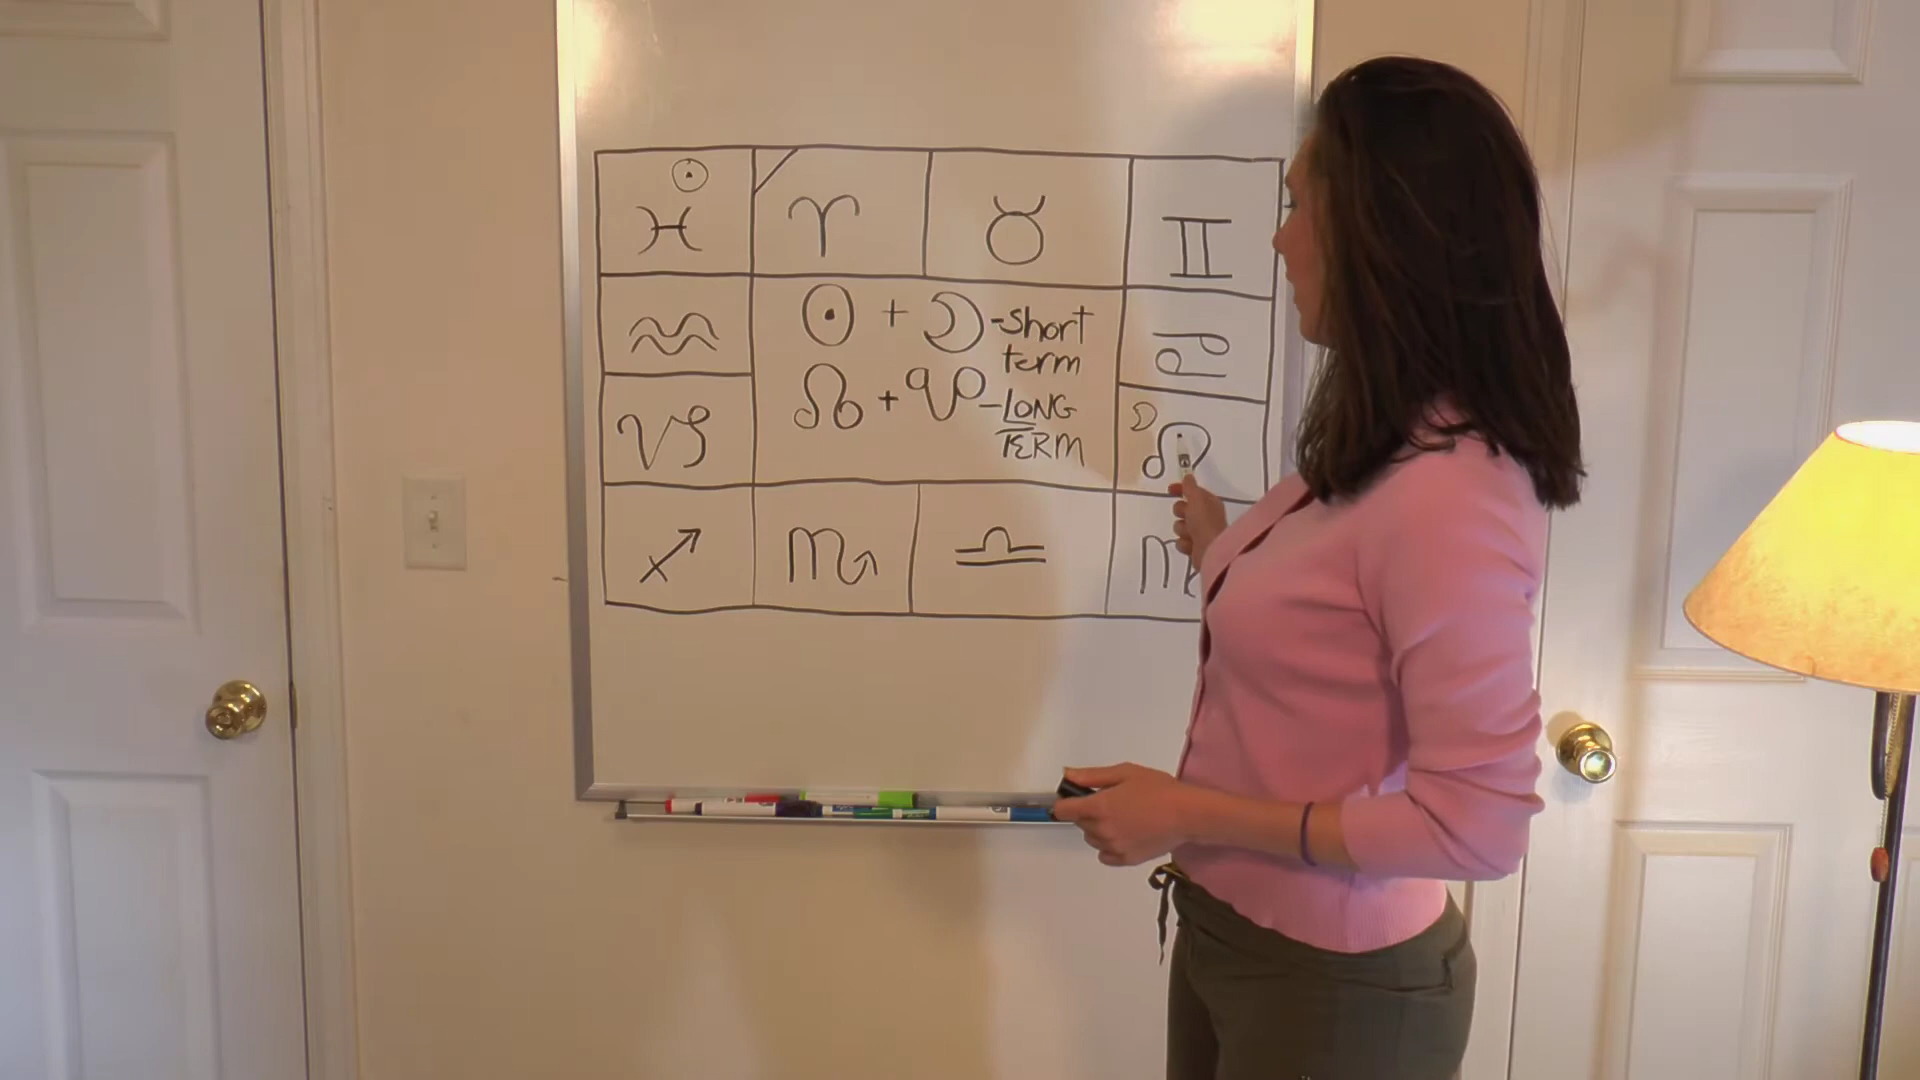 ☉
♓ ♈ ♉ ♊
♒ ☉ + ☽ - short term ♋
♑ ☊ + ☋ - LONG TERM ☽ ♌
♐ ♏ ♎ ♍